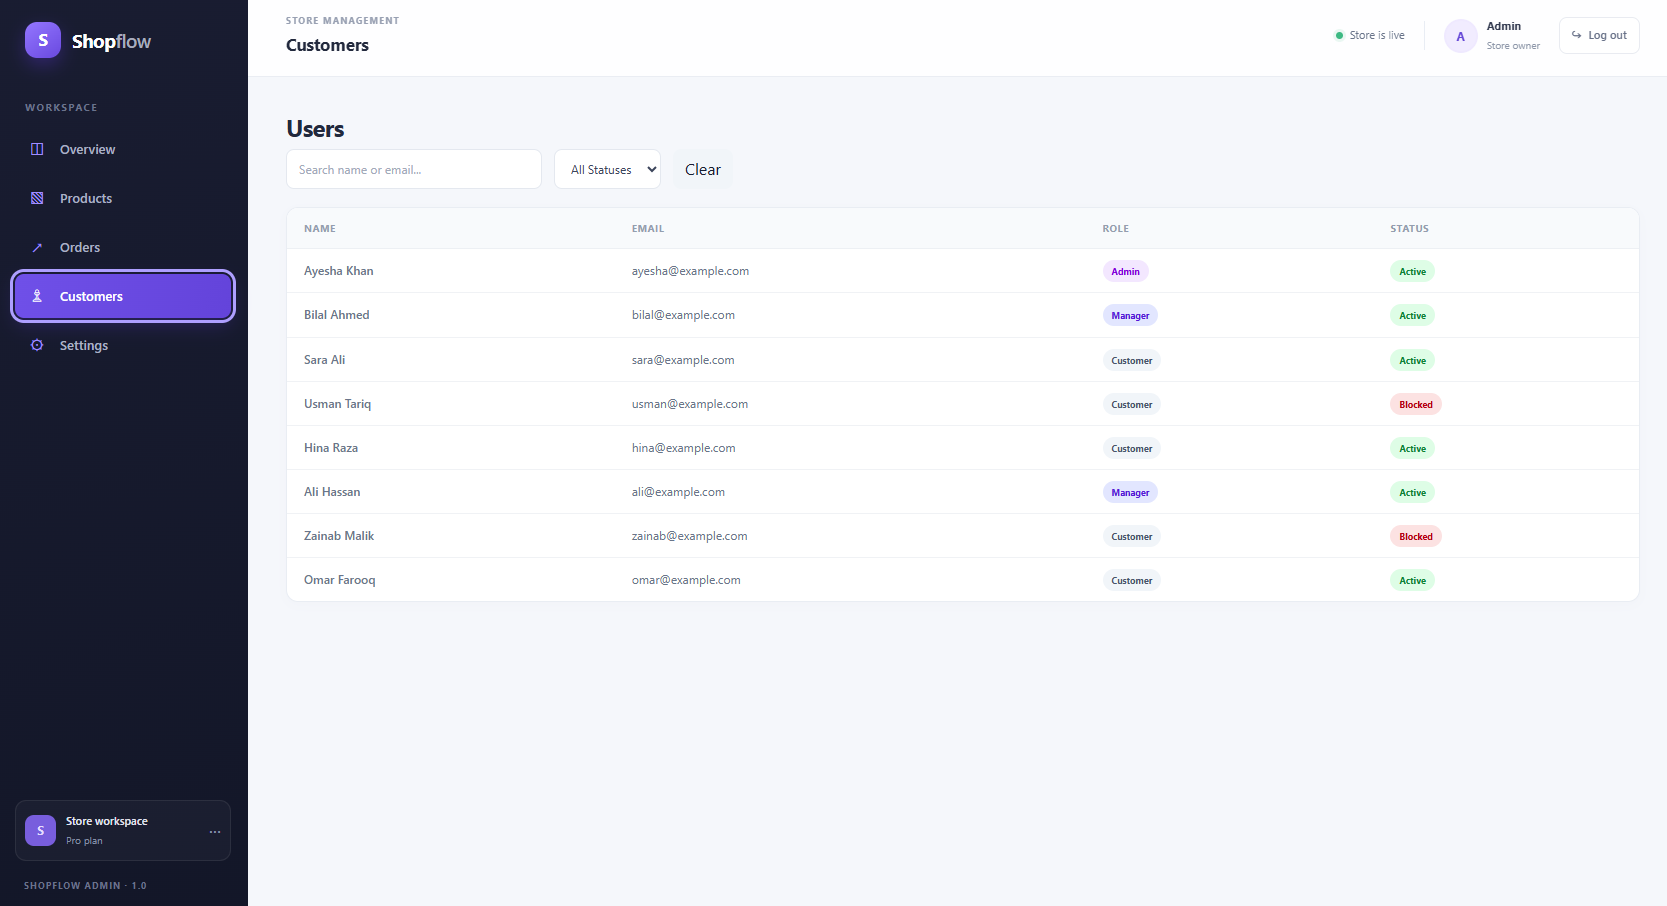 S Shopflow
WORKSPACE
Overview
Products
Orders
Customers
Settings
S Store workspace ...
Pro plan
SHOPFLOW ADMIN · 1.0
STORE MANAGEMENT
Customers
Store is live
A Admin
Store owner
Log out
Users
Search name or email...
All Statuses
Clear
NAME EMAIL ROLE STATUS
Ayesha Khan ayesha@example.com Admin Active
Bilal Ahmed bilal@example.com Manager Active
Sara Ali sara@example.com Customer Active
Usman Tariq usman@example.com Customer Blocked
Hina Raza hina@example.com Customer Active
Ali Hassan ali@example.com Manager Active
Zainab Malik zainab@example.com Customer Blocked
Omar Farooq omar@example.com Customer Active